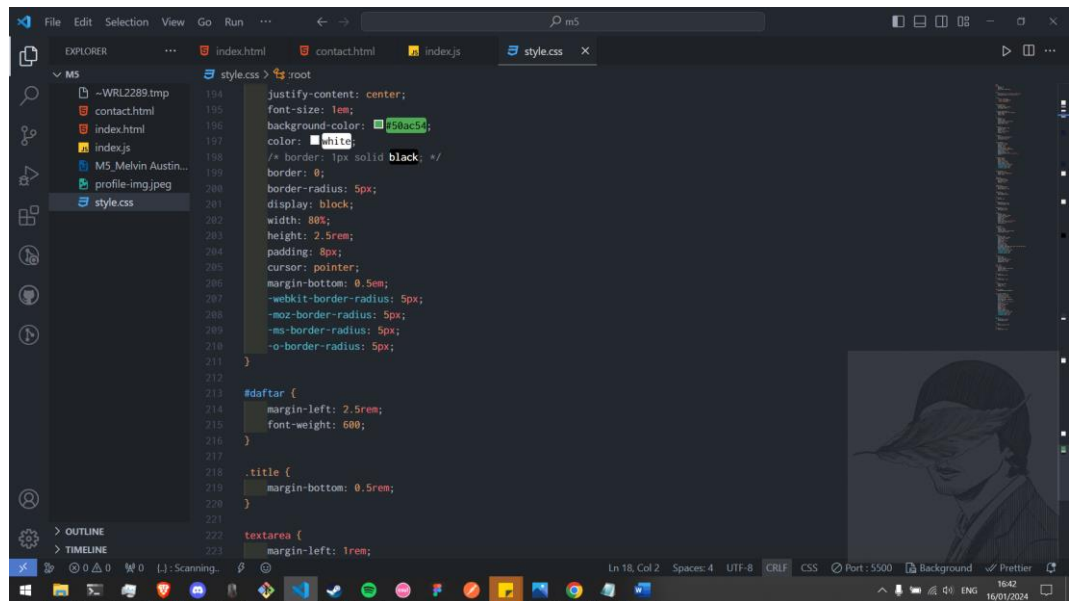 File Edit Selection View Go Run ··· ← → m5
EXPLORER ···
index.html contact.html index.js style.css ×
M5
~WRL2289.tmp
contact.html
index.html
index.js
M5_Melvin Austin...
profile-img.jpeg
style.css
OUTLINE
TIMELINE
style.css > :root
194 justify-content: center;
195 font-size: 1em;
196 background-color: #50ac54;
197 color: white;
198 /* border: 1px solid black; */
199 border: 0;
200 border-radius: 5px;
201 display: block;
202 width: 80%;
203 height: 2.5rem;
204 padding: 8px;
205 cursor: pointer;
206 margin-bottom: 0.5em;
207 -webkit-border-radius: 5px;
208 -moz-border-radius: 5px;
209 -ms-border-radius: 5px;
210 -o-border-radius: 5px;
211 }
212
213 #daftar {
214 margin-left: 2.5rem;
215 font-weight: 600;
216 }
217
218 .title {
219 margin-bottom: 0.5rem;
220 }
221
222 textarea {
223 margin-left: 1rem;
0 0 0 {..} : Scanning.. Ln 18, Col 2 Spaces: 4 UTF-8 CRLF CSS Port : 5500 Background Prettier
ENG 16:42
16/01/2024